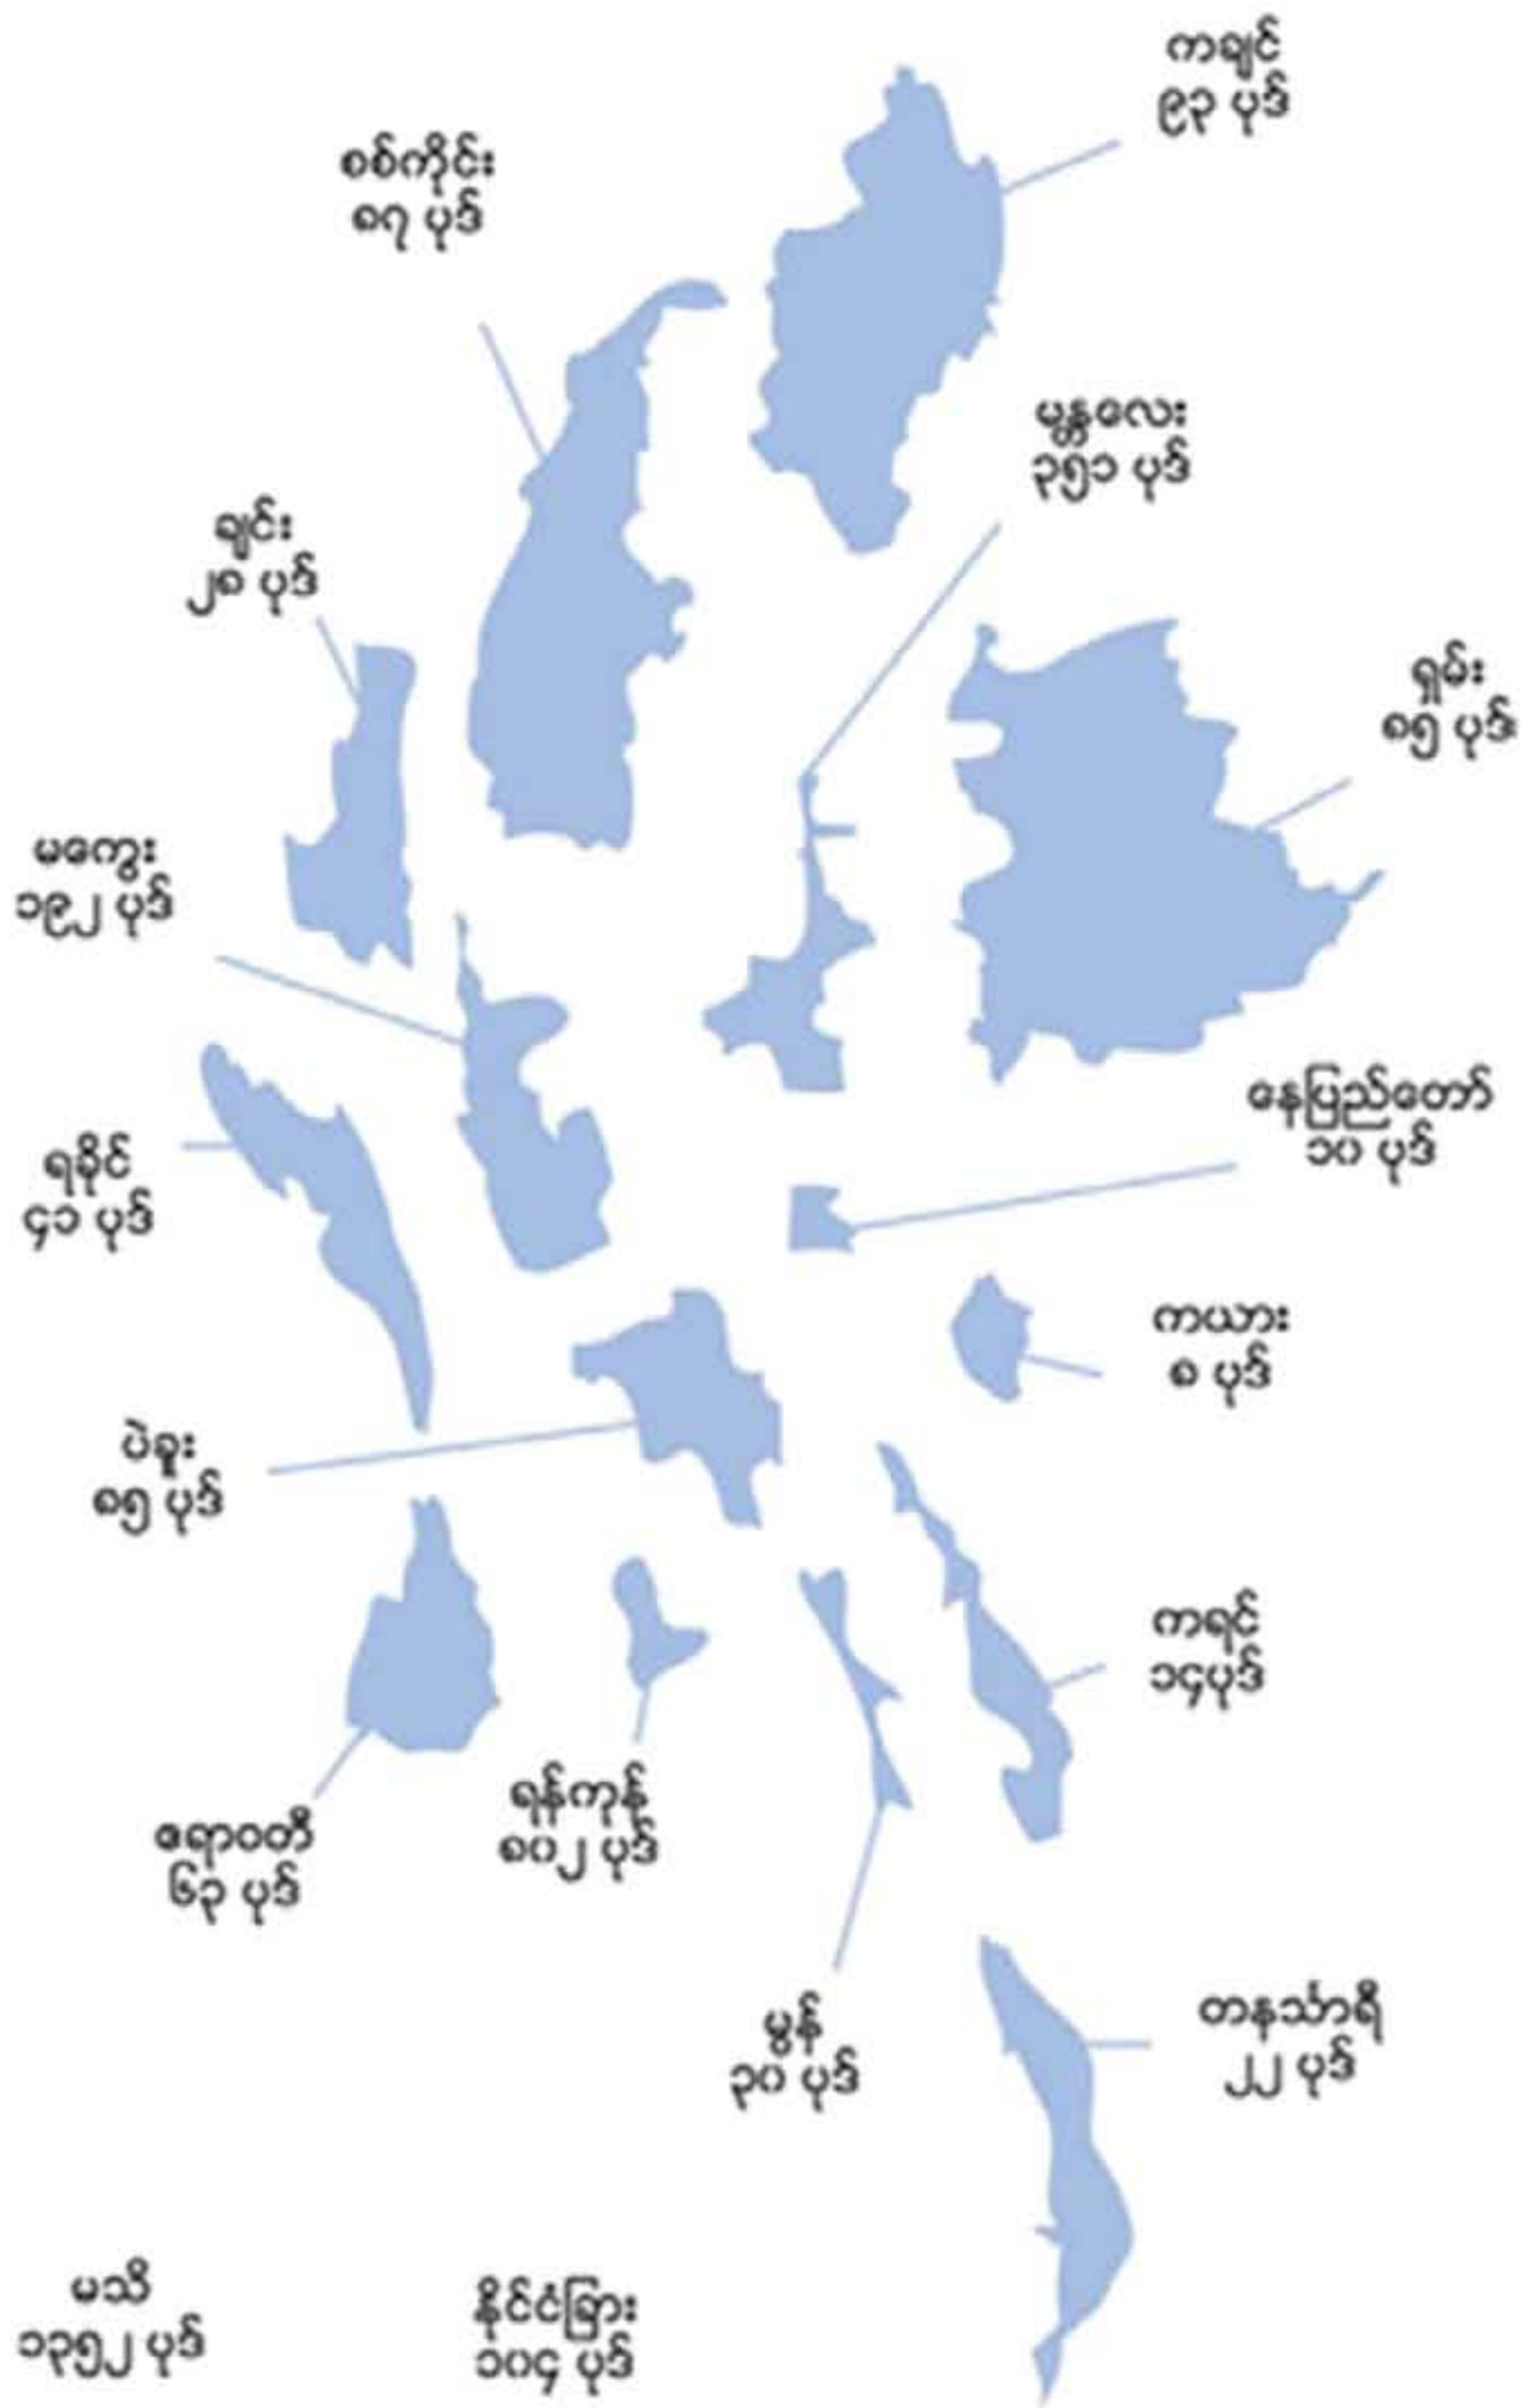 ကချင်
၉၃ ပုဒ်
စစ်ကိုင်း
၈၇ ပုဒ်
မန္တလေး
၃၅၁ ပုဒ်
ချင်း
၂၈ ပုဒ်
ရှမ်း
၈၅ ပုဒ်
မကွေး
၁၉၂ ပုဒ်
နေပြည်တော်
၁၀ ပုဒ်
ရခိုင်
၄၁ ပုဒ်
ကယား
၈ ပုဒ်
ပဲခူး
၈၅ ပုဒ်
ကရင်
၁၄ပုဒ်
ရန်ကုန်
၈၀၂ ပုဒ်
ဧရာဝတီ
၆၃ ပုဒ်
မွန်
၃၀ ပုဒ်
တနင်္သာရီ
၂၂ ပုဒ်
မသိ
၁၃၅၂ ပုဒ်
နိုင်ငံခြား
၁၀၄ ပုဒ်